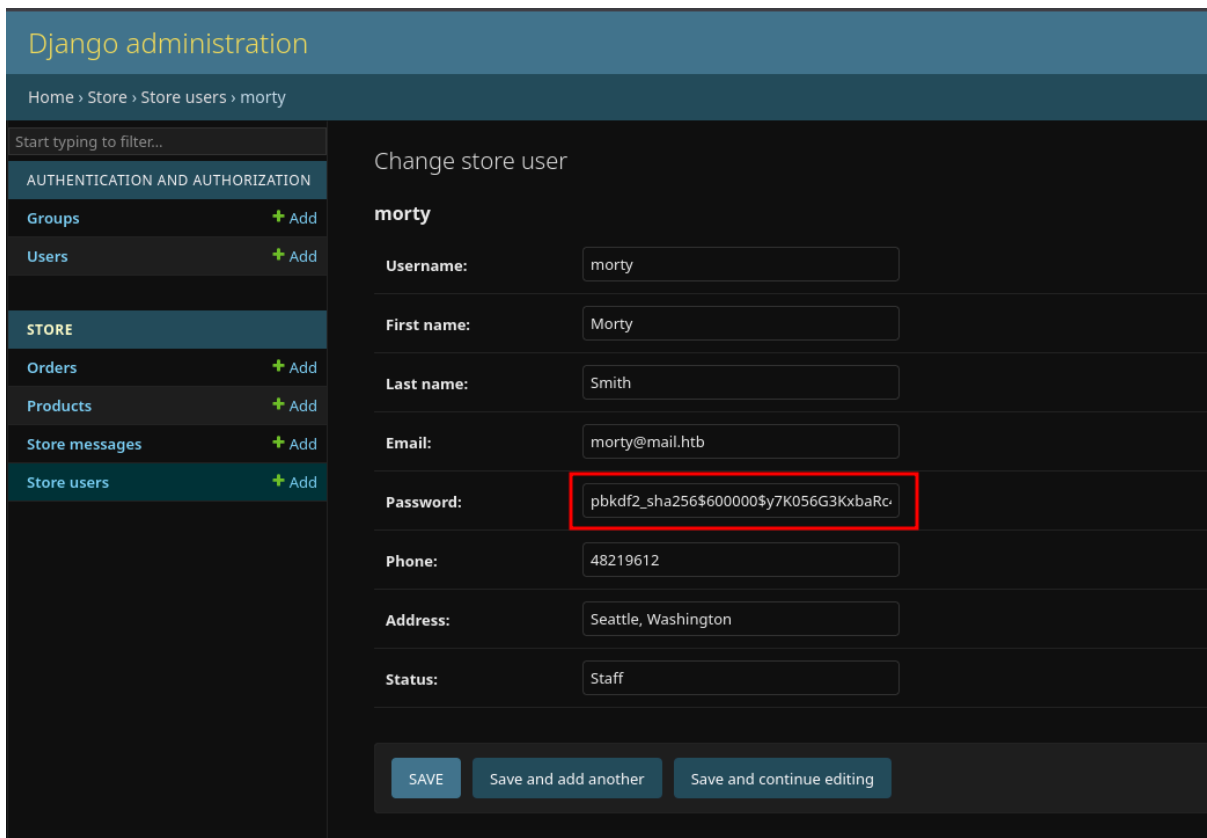 Django administration
Home › Store › Store users › morty
Start typing to filter...
AUTHENTICATION AND AUTHORIZATION
Groups + Add
Users + Add
STORE
Orders + Add
Products + Add
Store messages + Add
Store users + Add
Change store user
morty
Username: morty
First name: Morty
Last name: Smith
Email: morty@mail.htb
Password: pbkdf2_sha256$600000$y7K056G3KxbaRc
Phone: 48219612
Address: Seattle, Washington
Status: Staff
SAVE Save and add another Save and continue editing